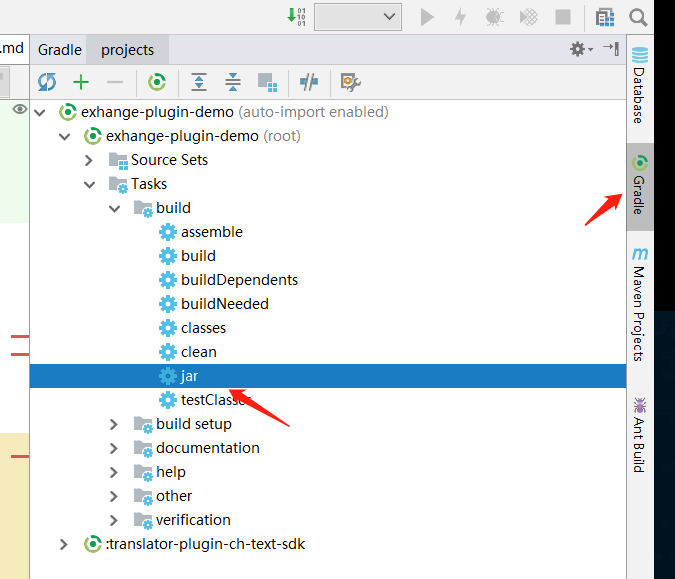 .md
Gradle projects
exhange-plugin-demo (auto-import enabled)
exhange-plugin-demo (root)
Source Sets
Tasks
build
assemble
build
buildDependents
buildNeeded
classes
clean
jar
testClasses
build setup
documentation
help
other
verification
:translator-plugin-ch-text-sdk
Database
Gradle
Maven Projects
Ant Build